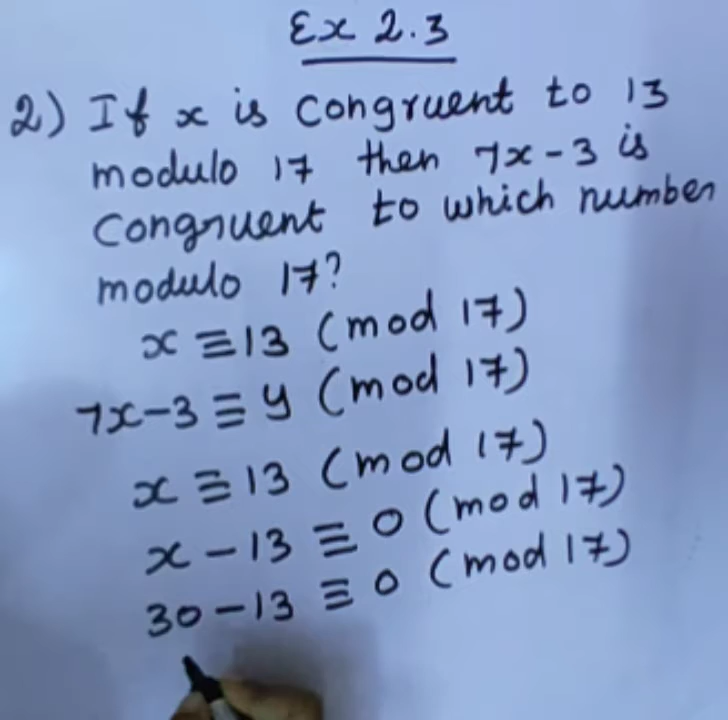 Ex 2.3
2) If x is congruent to 13
modulo 17 then 7x-3 is
congruent to which number
modulo 17?
x ≡ 13 (mod 17)
7x-3 ≡ y (mod 17)
x ≡ 13 (mod 17)
x - 13 ≡ 0 (mod 17)
30-13 ≡ 0 (mod 17)